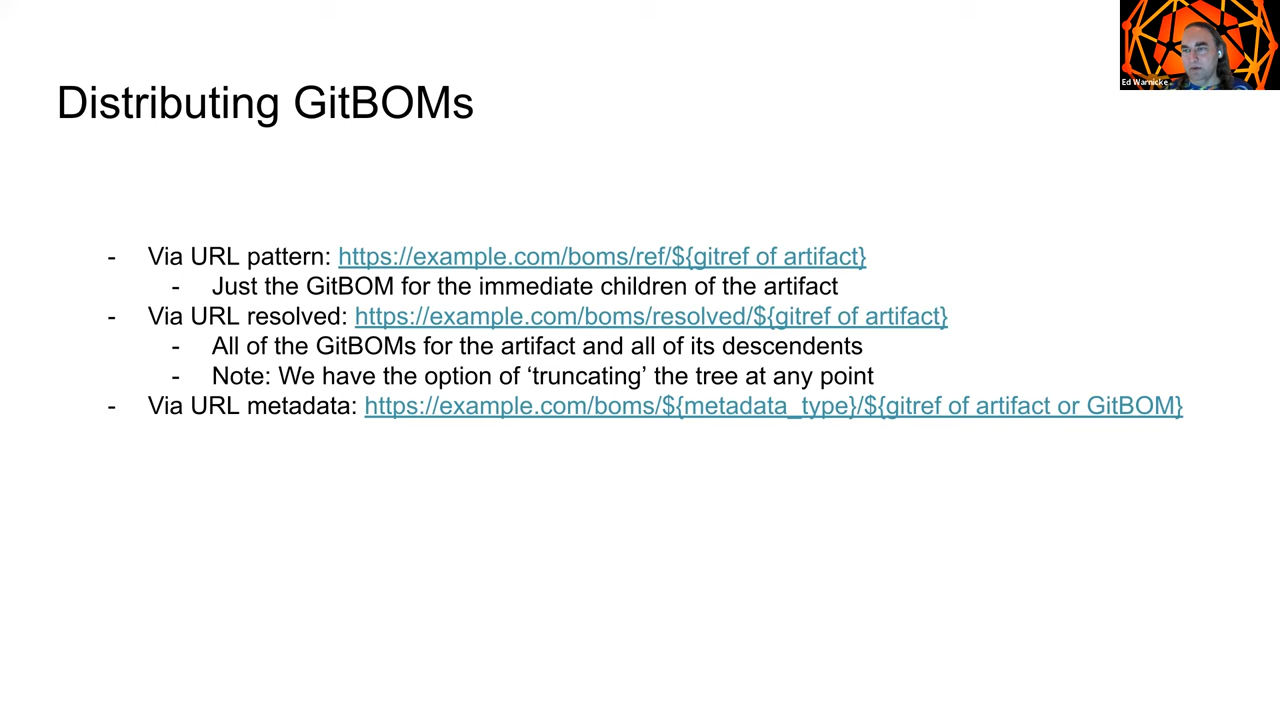 Ed Warnicke
Distributing GitBOMs
- Via URL pattern: https://example.com/boms/ref/${gitref of artifact}
- Just the GitBOM for the immediate children of the artifact
- Via URL resolved: https://example.com/boms/resolved/${gitref of artifact}
- All of the GitBOMs for the artifact and all of its descendents
- Note: We have the option of ‘truncating’ the tree at any point
- Via URL metadata: https://example.com/boms/${metadata_type}/${gitref of artifact or GitBOM}